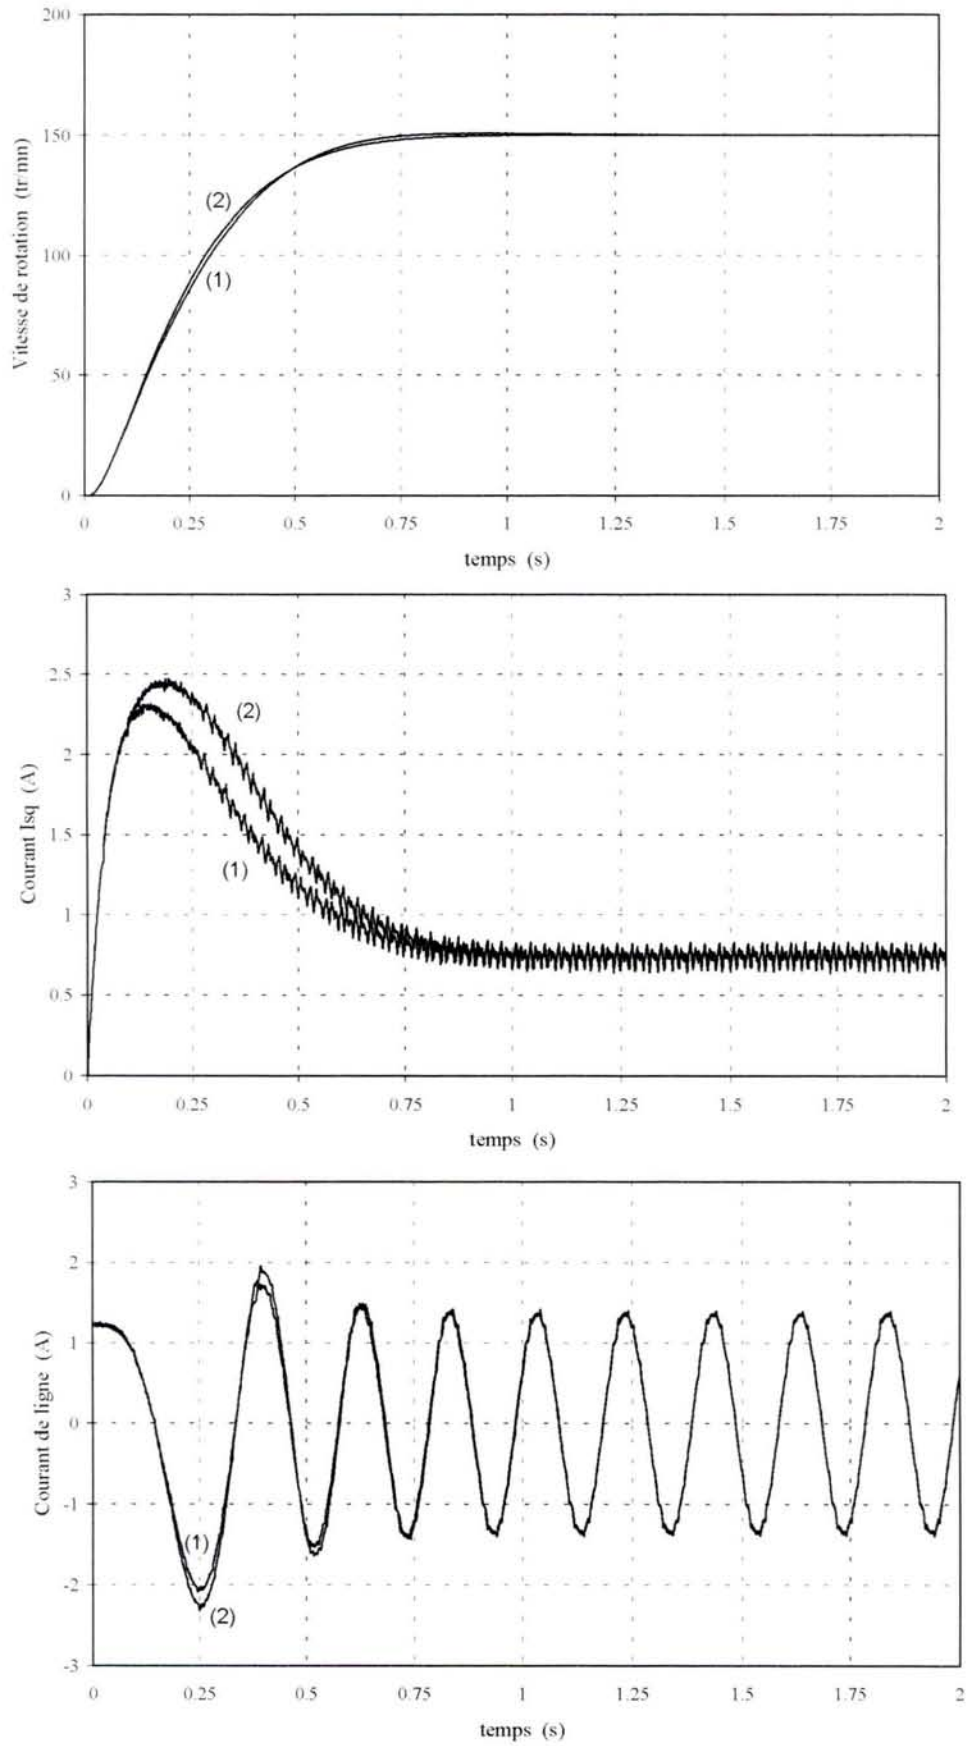 200
150
100
50
0
Vitesse de rotation (tr/mn)
(2)
(1)
0 0.25 0.5 0.75 1 1.25 1.5 1.75 2
temps (s)
3
2.5
2
1.5
1
0.5
0
Courant Isq (A)
(2)
(1)
0 0.25 0.5 0.75 1 1.25 1.5 1.75 2
temps (s)
3
2
1
0
-1
-2
-3
Courant de ligne (A)
(1)
(2)
0 0.25 0.5 0.75 1 1.25 1.5 1.75 2
temps (s)